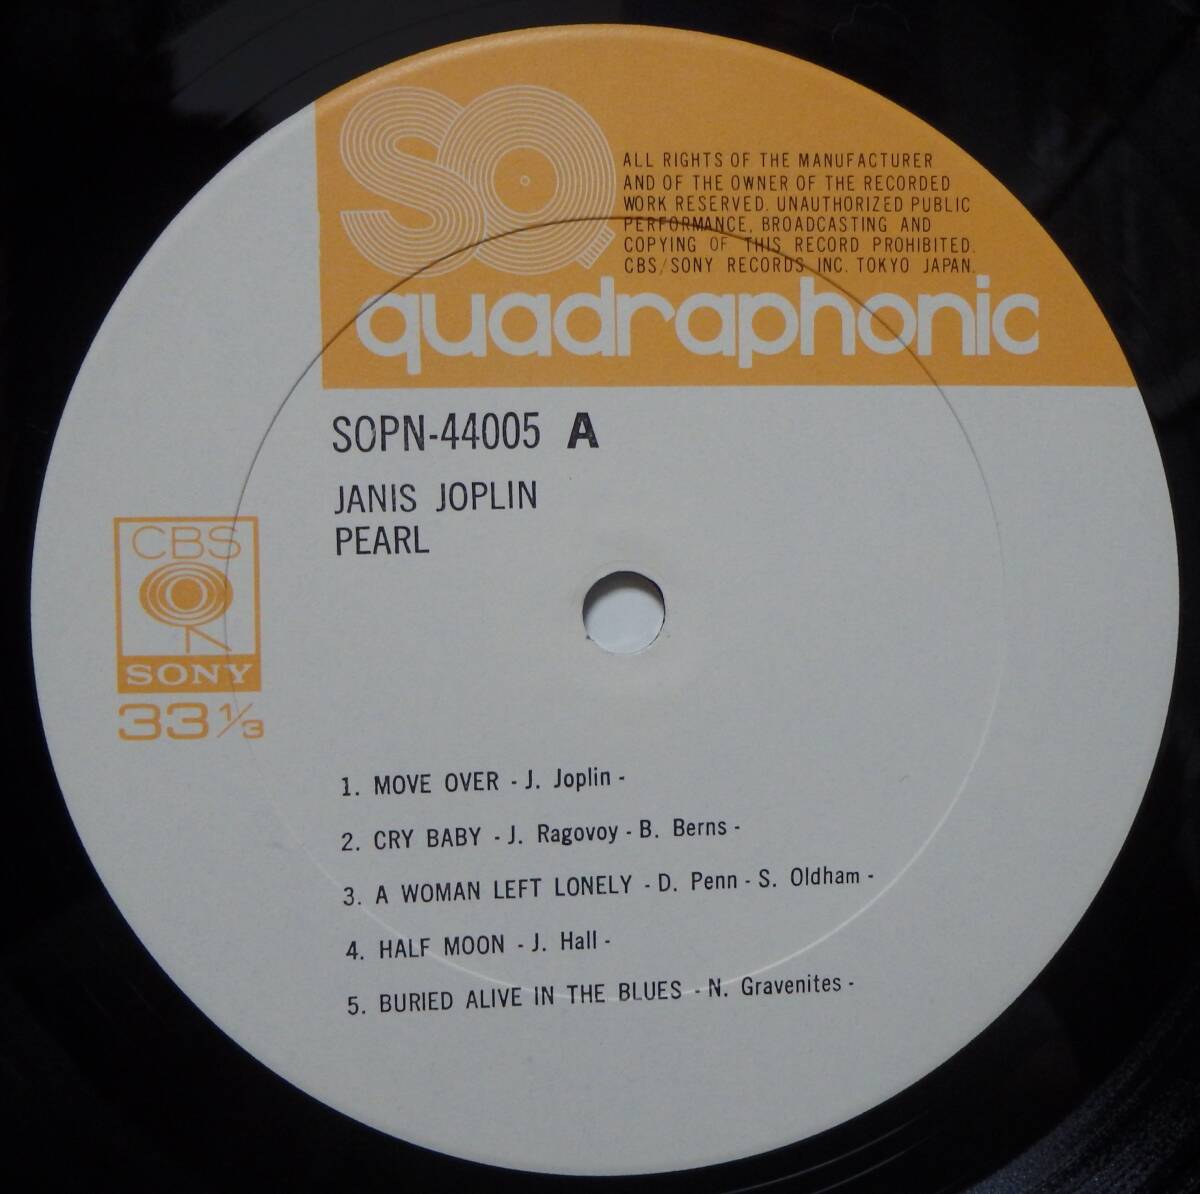 SQ
ALL RIGHTS OF THE MANUFACTURER
AND OF THE OWNER OF THE RECORDED
WORK RESERVED. UNAUTHORIZED PUBLIC
PERFORMANCE, BROADCASTING AND
COPYING OF THIS RECORD PROHIBITED.
CBS/SONY RECORDS INC. TOKYO JAPAN.
quadraphonic
SOPN-44005 A
JANIS JOPLIN
PEARL
CBS
SONY
33 1/3
1. MOVE OVER - J. Joplin -
2. CRY BABY - J. Ragovoy - B. Berns -
3. A WOMAN LEFT LONELY - D. Penn - S. Oldham -
4. HALF MOON - J. Hall -
5. BURIED ALIVE IN THE BLUES - N. Gravenites -